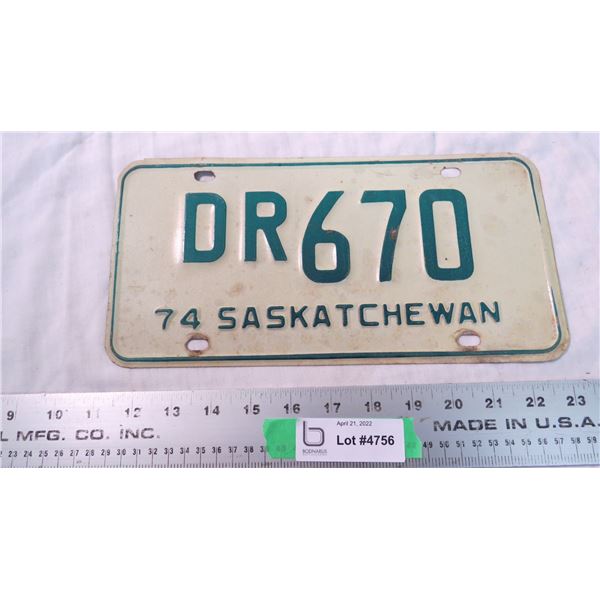 DR670
74 SASKATCHEWAN
9 10 11 12 13 14 15 16 17 18 19 20 21 22 23
L MFG. CO. INC.
MADE IN U.S.A.
April 21, 2022
Lot #4756
BODNARUS